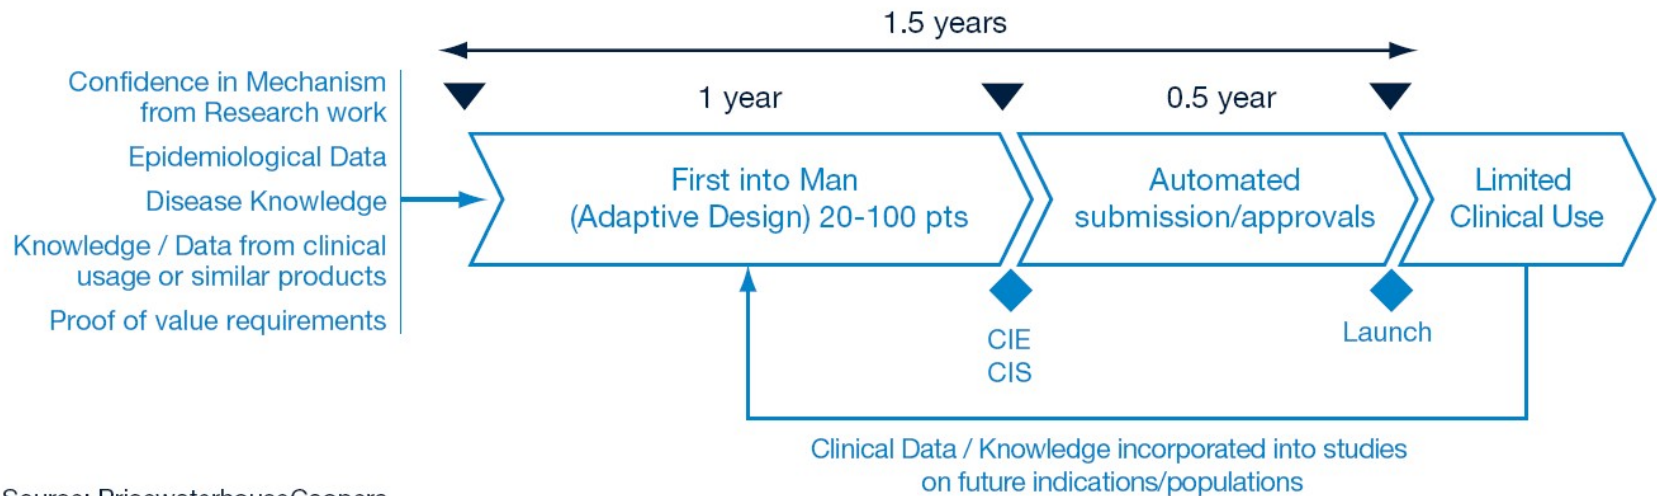 1.5 years
Confidence in Mechanism
from Research work
Epidemiological Data
Disease Knowledge
Knowledge / Data from clinical
usage or similar products
Proof of value requirements
1 year
0.5 year
First into Man
(Adaptive Design) 20-100 pts
Automated
submission/approvals
Limited
Clinical Use
CIE
CIS
Launch
Clinical Data / Knowledge incorporated into studies
on future indications/populations
Source: PricewaterhouseCoopers